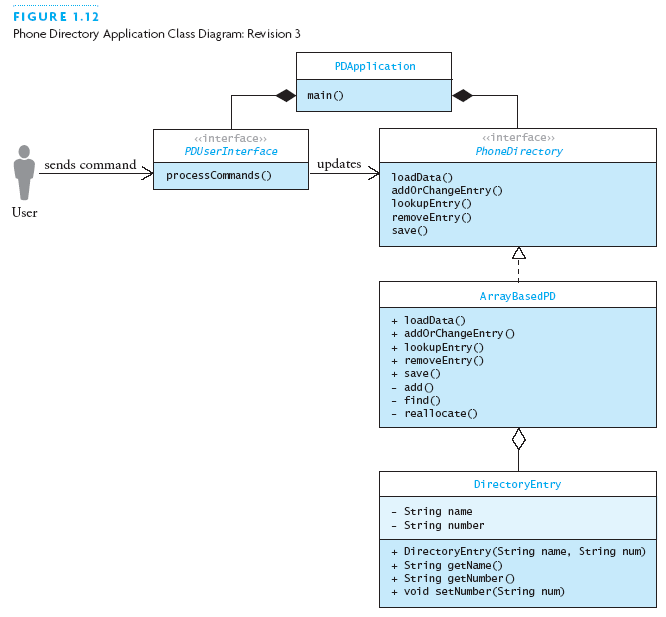 FIGURE 1.12
Phone Directory Application Class Diagram: Revision 3
PDApplication
main()
<<interface>>
PDUserInterface
processCommands()
sends command
User
updates
<<interface>>
PhoneDirectory
loadData()
addOrChangeEntry()
lookupEntry()
removeEntry()
save()
ArrayBasedPD
+ loadData()
+ addOrChangeEntry()
+ lookupEntry()
+ removeEntry()
+ save()
- add()
- find()
- reallocate()
DirectoryEntry
- String name
- String number
+ DirectoryEntry(String name, String num)
+ String getName()
+ String getNumber()
+ void setNumber(String num)